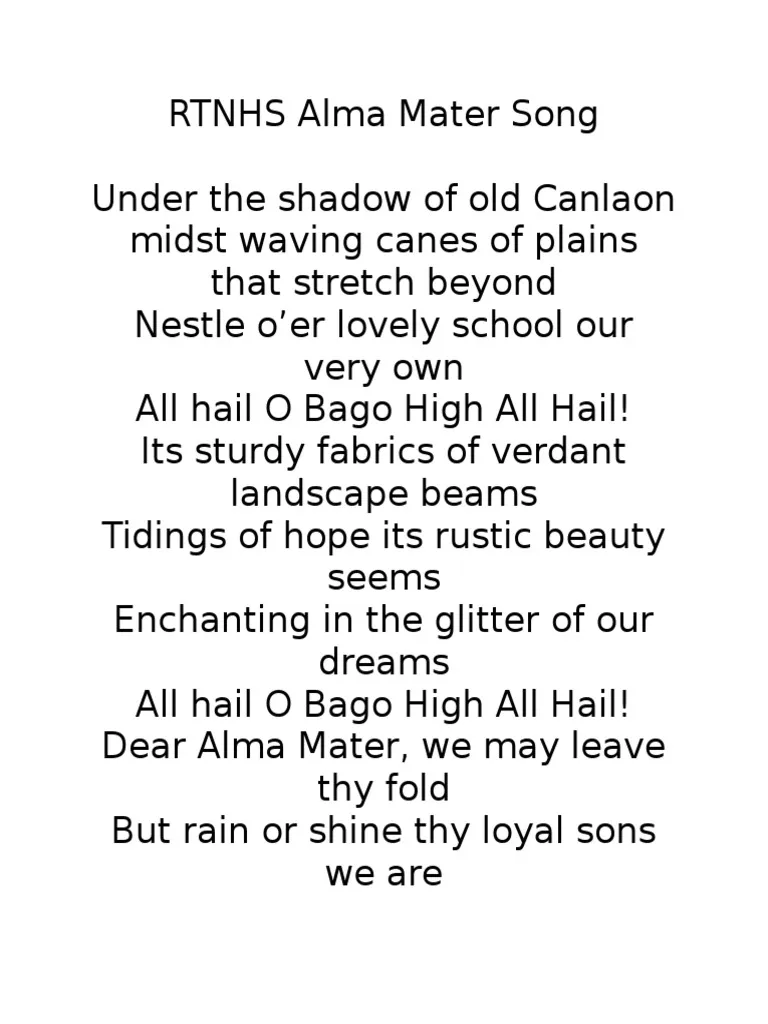 RTNHS Alma Mater Song
Under the shadow of old Canlaon
midst waving canes of plains
that stretch beyond
Nestle o’er lovely school our
very own
All hail O Bago High All Hail!
Its sturdy fabrics of verdant
landscape beams
Tidings of hope its rustic beauty
seems
Enchanting in the glitter of our
dreams
All hail O Bago High All Hail!
Dear Alma Mater, we may leave
thy fold
But rain or shine thy loyal sons
we are